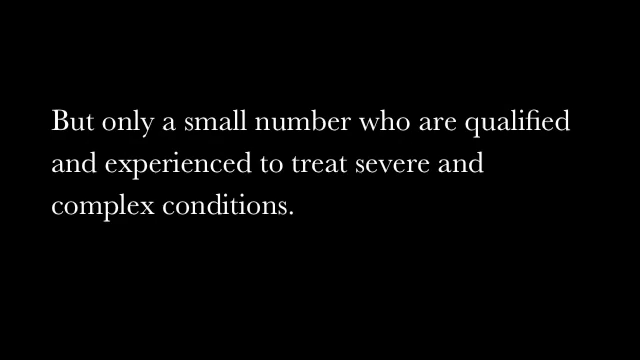 But only a small number who are qualified
and experienced to treat severe and
complex conditions.